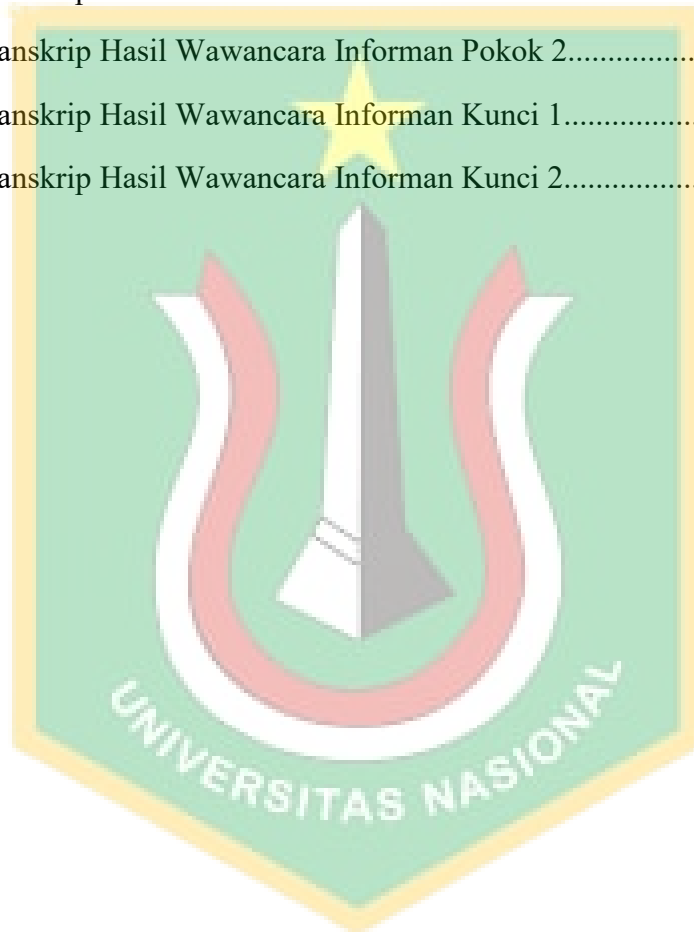 anskrip Hasil Wawancara Informan Pokok 2................
anskrip Hasil Wawancara Informan Kunci 1................
anskrip Hasil Wawancara Informan Kunci 2................
UNIVERSITAS NASIONAL